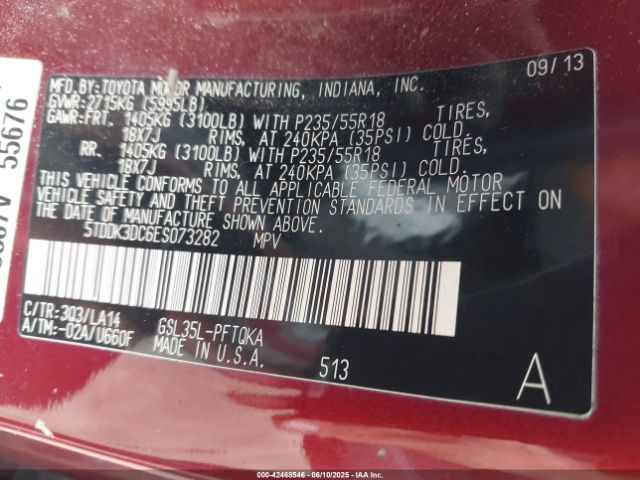 MFD.BY:TOYOTA MOTOR MANUFACTURING, INDIANA, INC. 09/13
GVWR:2715KG (5995LB)
GAWR:FRT. 1405KG (3100LB) WITH P235/55R18 TIRES,
18X7J RIMS, AT 240KPA (35PSI) COLD.
RR. 1405KG (3100LB) WITH P235/55R18 TIRES,
18X7J RIMS, AT 240KPA (35PSI) COLD.
THIS VEHICLE CONFORMS TO ALL APPLICABLE FEDERAL MOTOR
VEHICLE SAFETY AND THEFT PREVENTION STANDARDS IN EFFECT ON
THE DATE OF MANUFACTURE SHOWN ABOVE.
5TDDK3DC6ES073282 MPV
C/TR:3Q3/LA14 GSL35L-PFTQKA
A/TM:-02A/U660F MADE IN U.S.A.
513
A
55676
000-42468546 - 06/10/2025 - IAAI.COM